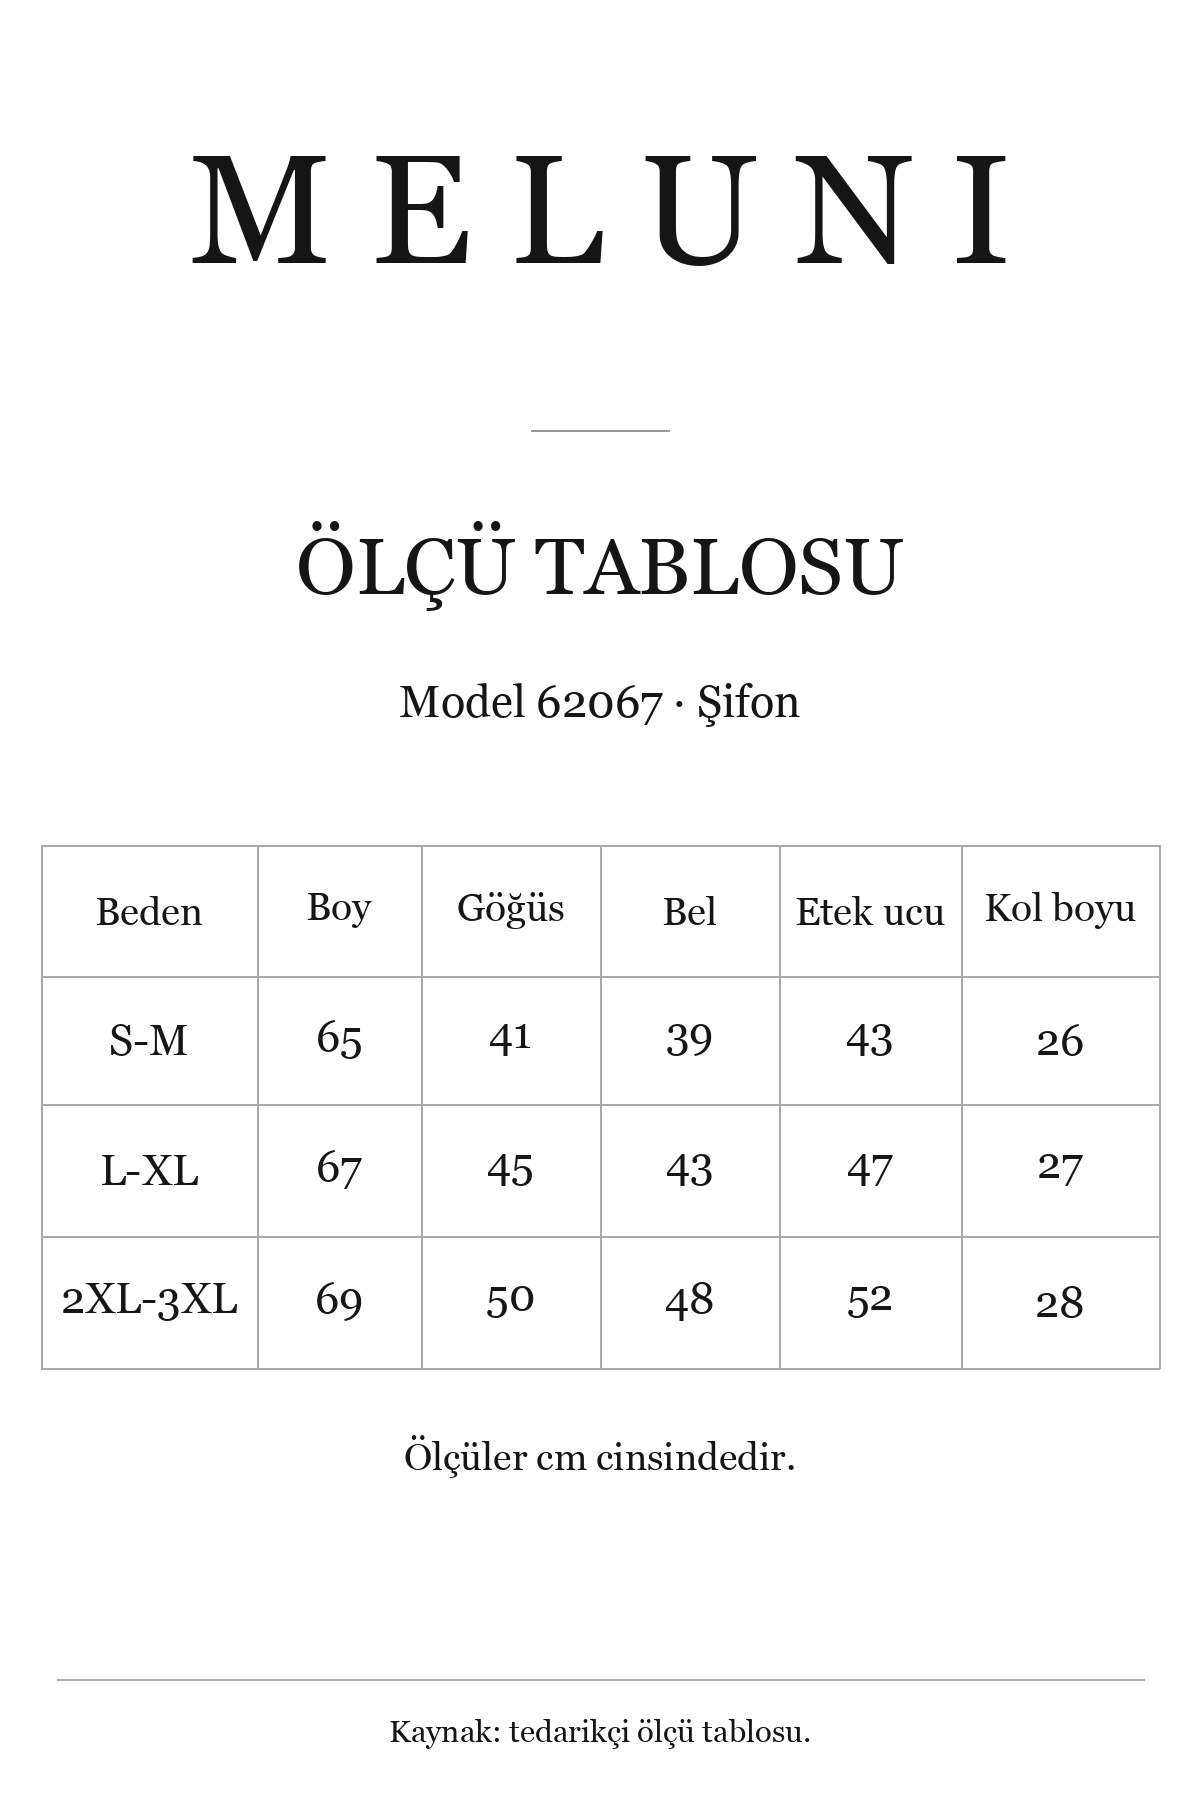 MELUNI
ÖLÇÜ TABLOSU
Model 62067 · Şifon
Beden Boy Göğüs Bel Etek ucu Kol boyu
S-M 65 41 39 43 26
L-XL 67 45 43 47 27
2XL-3XL 69 50 48 52 28
Ölçüler cm cinsindedir.
Kaynak: tedarikçi ölçü tablosu.